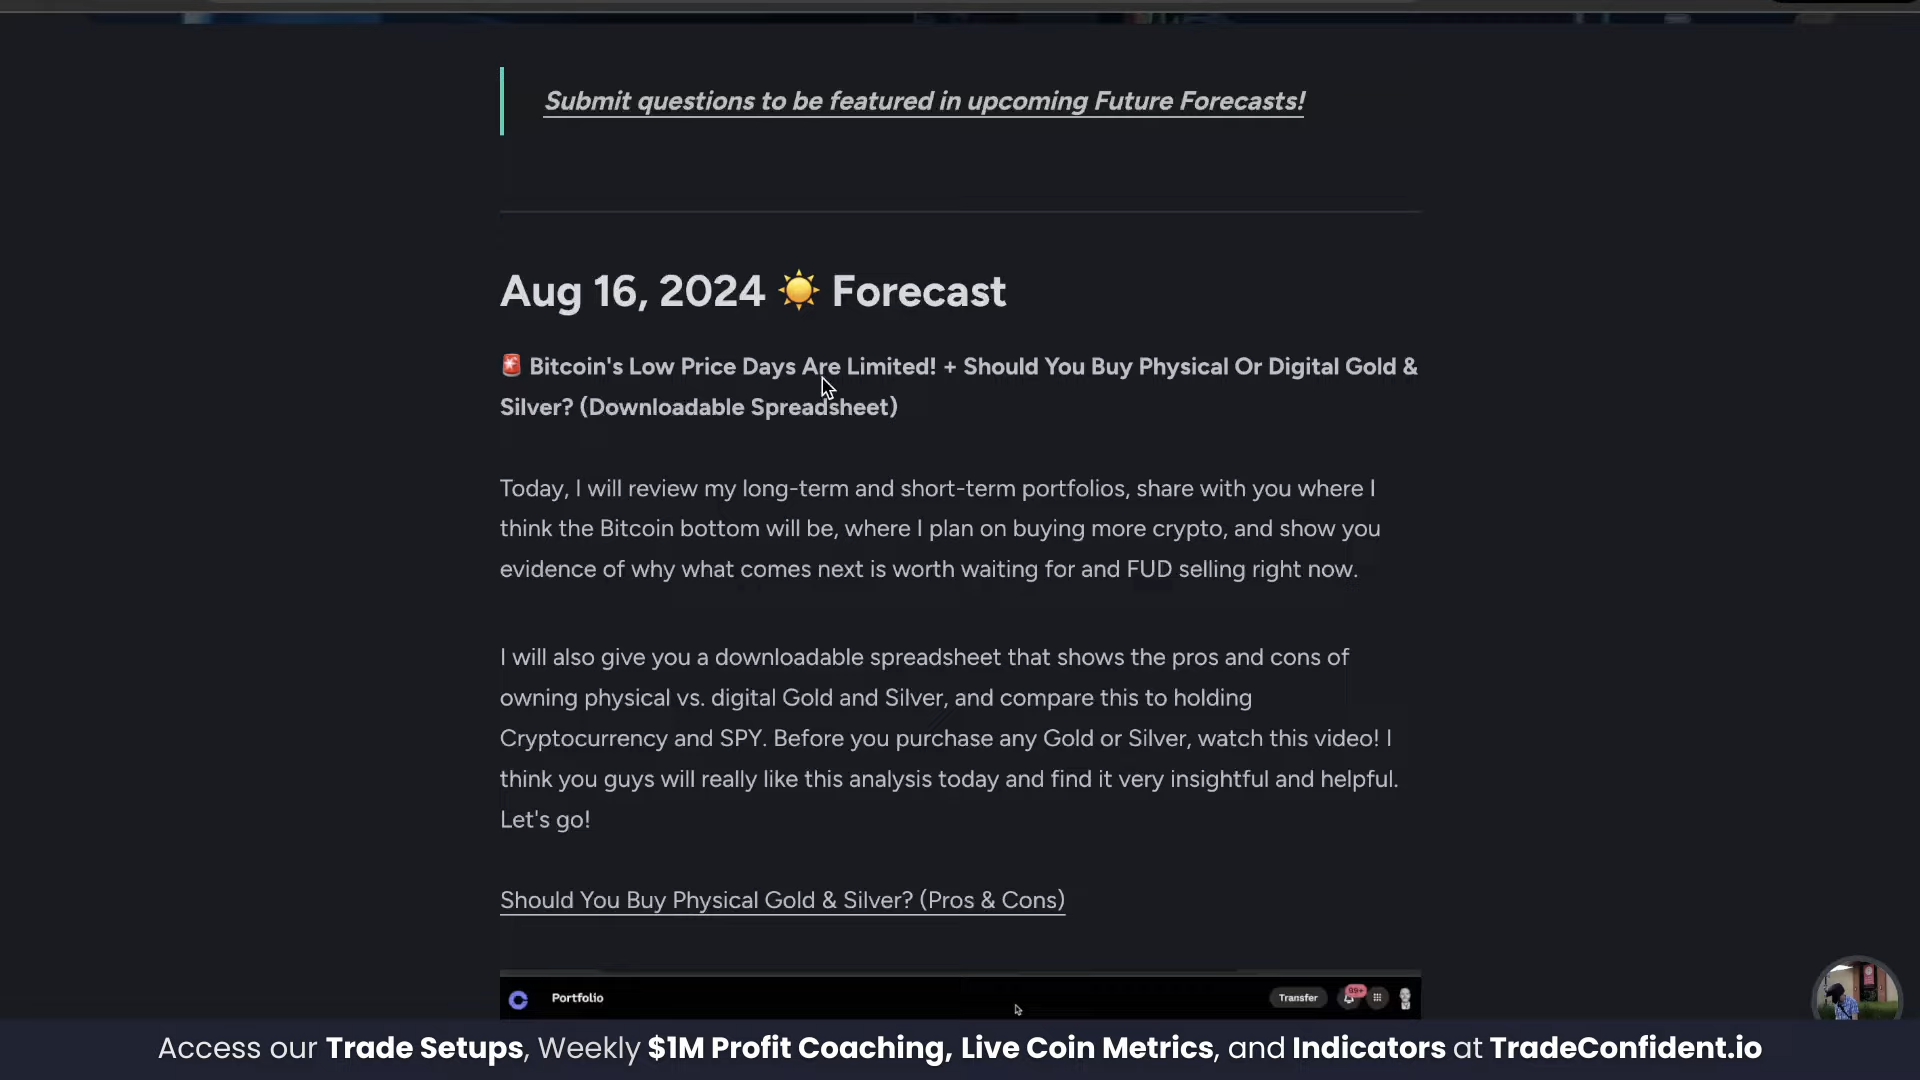 Submit questions to be featured in upcoming Future Forecasts!
Aug 16, 2024 ☀️ Forecast
🚨 Bitcoin's Low Price Days Are Limited! + Should You Buy Physical Or Digital Gold &
Silver? (Downloadable Spreadsheet)
Today, I will review my long-term and short-term portfolios, share with you where I
think the Bitcoin bottom will be, where I plan on buying more crypto, and show you
evidence of why what comes next is worth waiting for and FUD selling right now.
I will also give you a downloadable spreadsheet that shows the pros and cons of
owning physical vs. digital Gold and Silver, and compare this to holding
Cryptocurrency and SPY. Before you purchase any Gold or Silver, watch this video! I
think you guys will really like this analysis today and find it very insightful and helpful.
Let's go!
Should You Buy Physical Gold & Silver? (Pros & Cons)
Portfolio
Transfer
99+
Access our Trade Setups, Weekly $1M Profit Coaching, Live Coin Metrics, and Indicators at TradeConfident.io